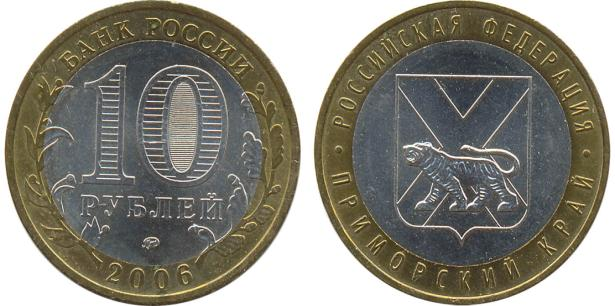 БАНК РОССИИ
10
РУБЛЕЙ
2006
РОССИЙСКАЯ ФЕДЕРАЦИЯ
ПРИМОРСКИЙ КРАЙ